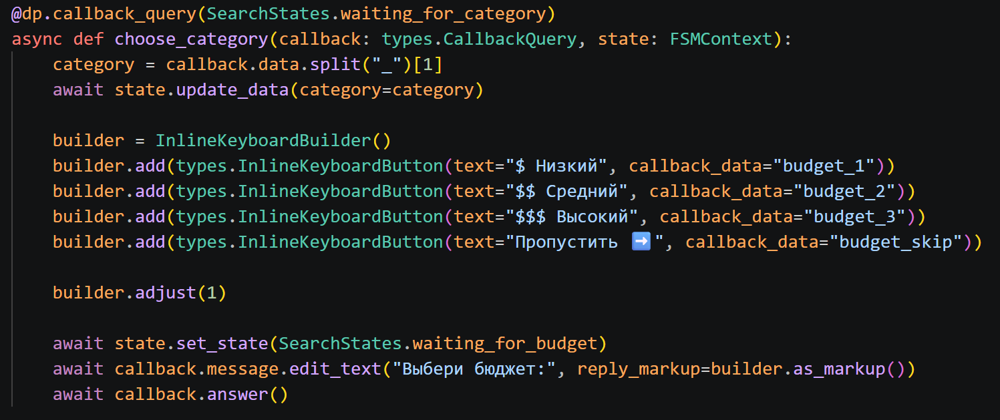 @dp.callback_query(SearchStates.waiting_for_category)
async def choose_category(callback: types.CallbackQuery, state: FSMContext):
    category = callback.data.split("_")[1]
    await state.update_data(category=category)

    builder = InlineKeyboardBuilder()
    builder.add(types.InlineKeyboardButton(text="$ Низкий", callback_data="budget_1"))
    builder.add(types.InlineKeyboardButton(text="$$ Средний", callback_data="budget_2"))
    builder.add(types.InlineKeyboardButton(text="$$$ Высокий", callback_data="budget_3"))
    builder.add(types.InlineKeyboardButton(text="Пропустить ➡️", callback_data="budget_skip"))

    builder.adjust(1)

    await state.set_state(SearchStates.waiting_for_budget)
    await callback.message.edit_text("Выбери бюджет:", reply_markup=builder.as_markup())
    await callback.answer()